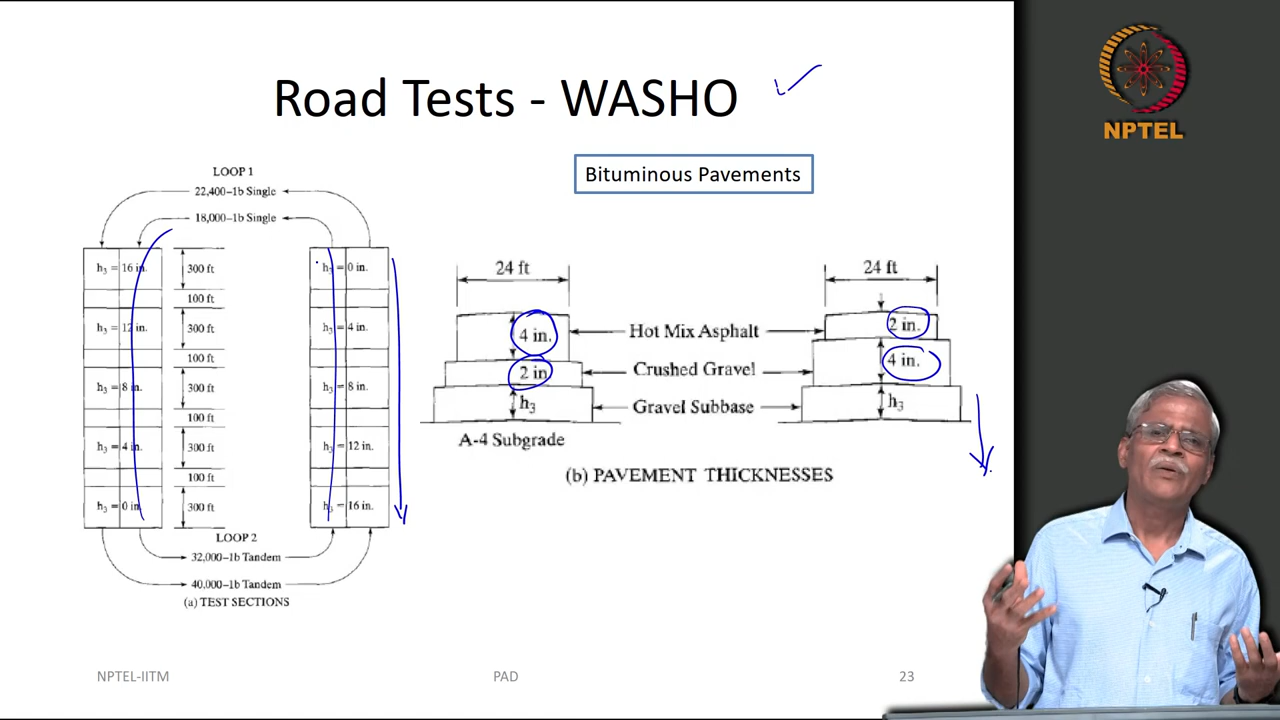 Road Tests - WASHO
NPTEL
Bituminous Pavements
LOOP 1
22,400-1b Single
18,000-1b Single
h3 = 16 in.
300 ft
h3 = 0 in.
100 ft
h3 = 12 in.
300 ft
h3 = 4 in.
100 ft
h3 = 8 in.
300 ft
h3 = 8 in.
100 ft
h3 = 4 in.
300 ft
h3 = 12 in.
100 ft
h3 = 0 in.
300 ft
h3 = 16 in.
LOOP 2
32,000-1b Tandem
40,000-1b Tandem
(a) TEST SECTIONS
24 ft
24 ft
4 in.
Hot Mix Asphalt
2 in.
2 in
Crushed Gravel
4 in.
h3
Gravel Subbase
h3
A-4 Subgrade
(b) PAVEMENT THICKNESSES
NPTEL-IITM
PAD
23